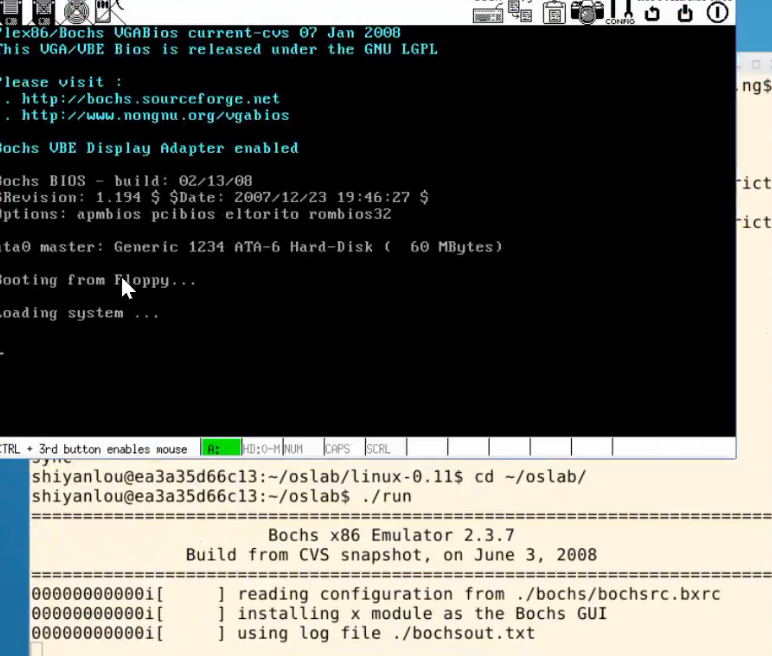 CONFIG
Plex86/Bochs VGABios current-cvs 07 Jan 2008
This VGA/VBE Bios is released under the GNU LGPL
Please visit :
. http://bochs.sourceforge.net
. http://www.nongnu.org/vgabios
Bochs VBE Display Adapter enabled
Bochs BIOS - build: 02/13/08
$Revision: 1.194 $ $Date: 2007/12/23 19:46:27 $
Options: apmbios pcibios eltorito rombios32
ata0 master: Generic 1234 ATA-6 Hard-Disk ( 60 MBytes)
Booting from Floppy...
Loading system ...
CTRL + 3rd button enables mouse A: HD:0-M NUM CAPS SCRL
ng$
rict
rict
sync
shiyanlou@ea3a35d66c13:~/oslab/linux-0.11$ cd ~/oslab/
shiyanlou@ea3a35d66c13:~/oslab$ ./run
========================================================================
Bochs x86 Emulator 2.3.7
Build from CVS snapshot, on June 3, 2008
========================================================================
00000000000i[ ] reading configuration from ./bochs/bochsrc.bxrc
00000000000i[ ] installing x module as the Bochs GUI
00000000000i[ ] using log file ./bochsout.txt